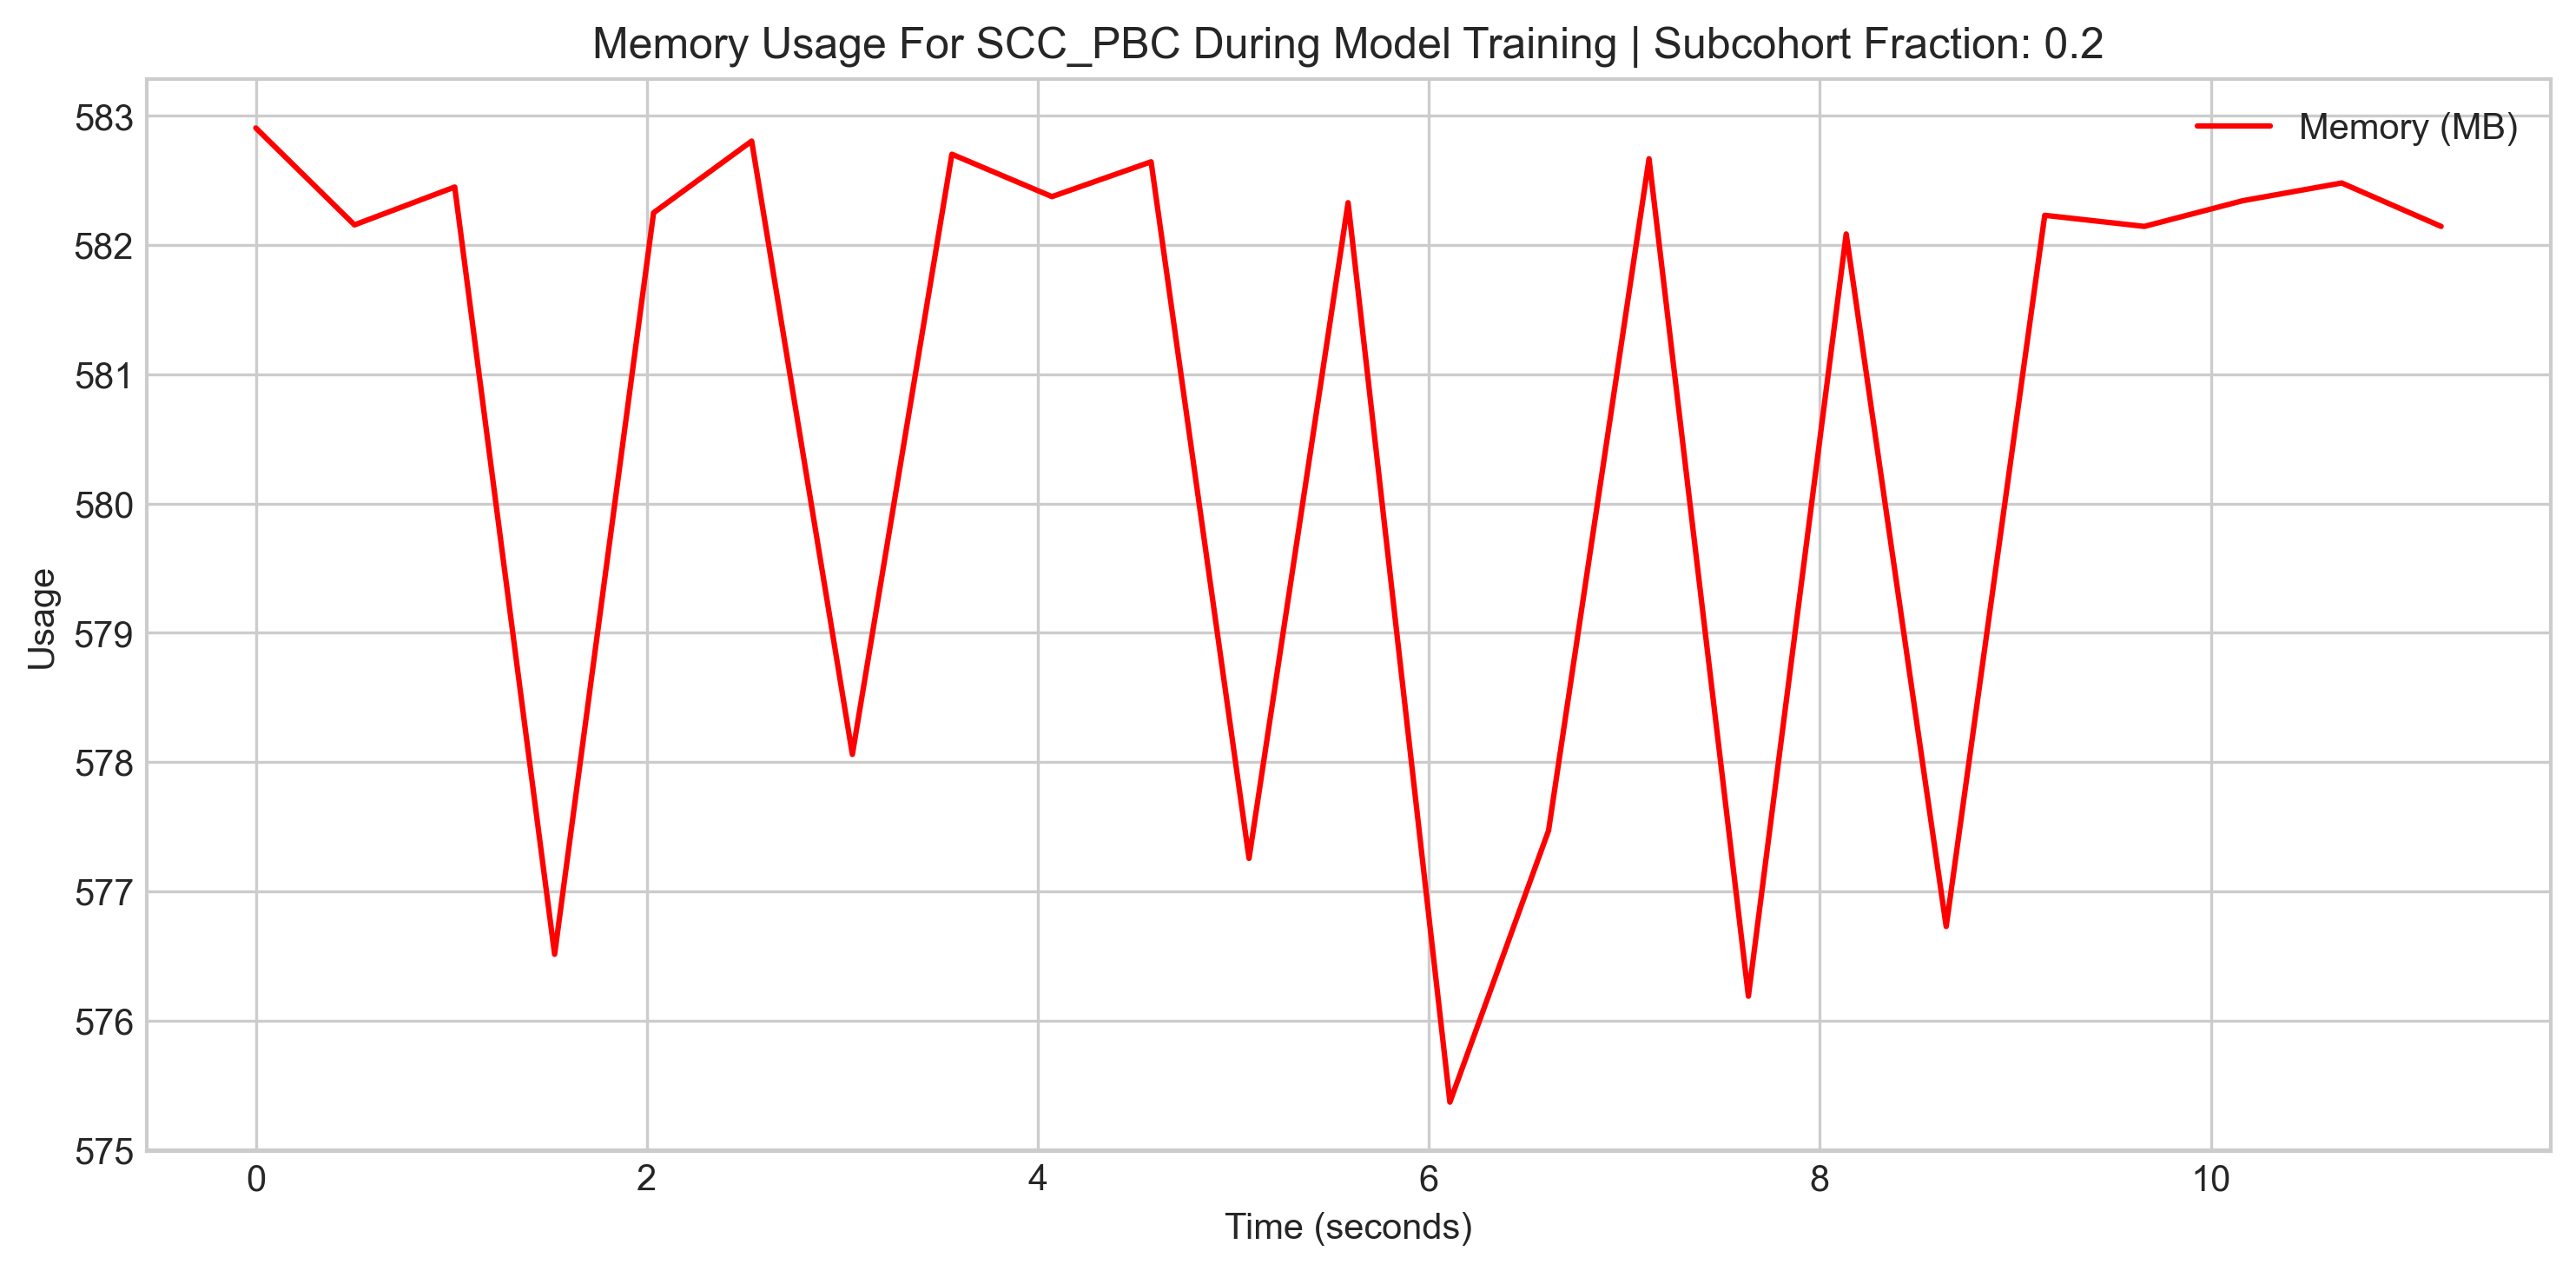 Memory Usage For SCC_PBC During Model Training | Subcohort Fraction: 0.2
Memory (MB)
583
582
581
580
579
578
577
576
575
Usage
0 2 4 6 8 10
Time (seconds)